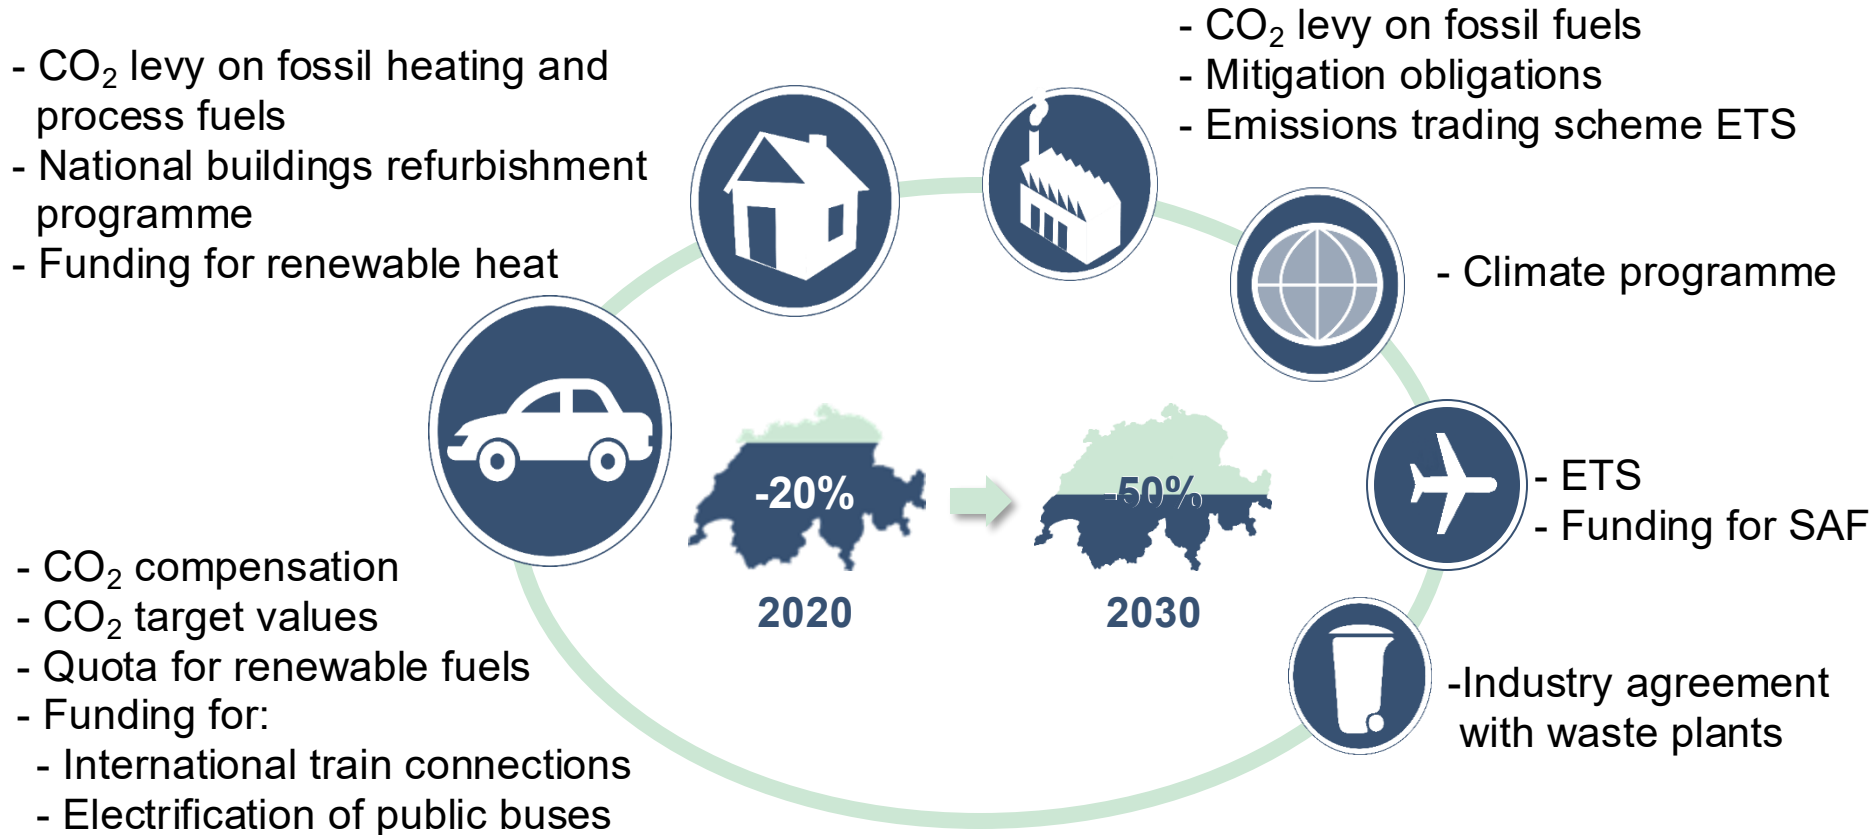 - CO₂ levy on fossil heating and
process fuels
- National buildings refurbishment
programme
- Funding for renewable heat
- CO₂ levy on fossil fuels
- Mitigation obligations
- Emissions trading scheme ETS
- Climate programme
- ETS
- Funding for SAF
-Industry agreement
with waste plants
-20%
2020
-50%
2030
- CO₂ compensation
- CO₂ target values
- Quota for renewable fuels
- Funding for:
- International train connections
- Electrification of public buses